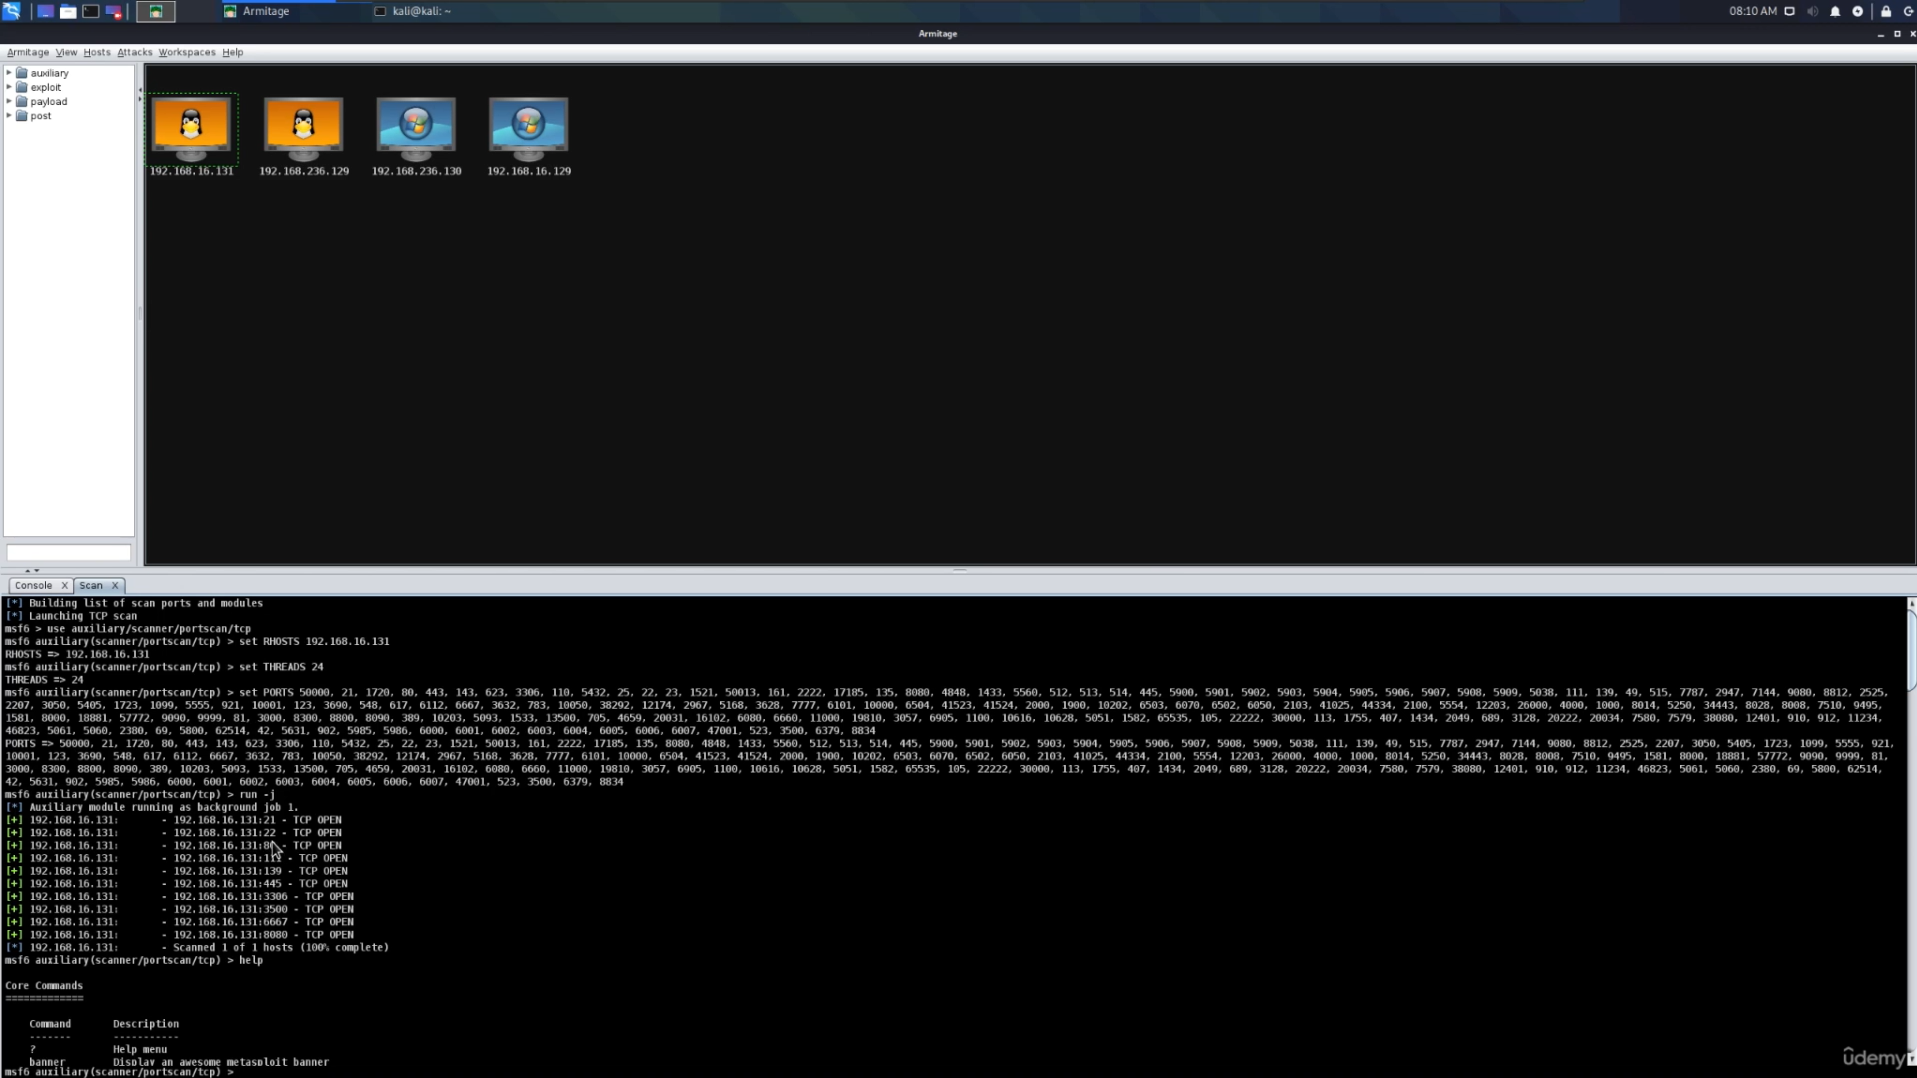 Armitage
kali@kali: ~
08:10 AM
Armitage
Armitage View Hosts Attacks Workspaces Help
auxiliary
exploit
payload
post
192.168.16.131
192.168.236.129
192.168.236.130
192.168.16.129
Console X Scan X
[*] Building list of scan ports and modules
[*] Launching TCP scan
msf6 > use auxiliary/scanner/portscan/tcp
msf6 auxiliary(scanner/portscan/tcp) > set RHOSTS 192.168.16.131
RHOSTS => 192.168.16.131
msf6 auxiliary(scanner/portscan/tcp) > set THREADS 24
THREADS => 24
msf6 auxiliary(scanner/portscan/tcp) > set PORTS 50000, 21, 1720, 80, 443, 143, 623, 3306, 110, 5432, 25, 22, 23, 1521, 50013, 161, 2222, 17185, 135, 8080, 4848, 1433, 5560, 512, 513, 514, 445, 5900, 5901, 5902, 5903, 5904, 5905, 5906, 5907, 5908, 5909, 5038, 111, 139, 49, 515, 7787, 2947, 7144, 9080, 8812, 2525,
2207, 3050, 5405, 1723, 1099, 5555, 921, 10001, 123, 3690, 548, 617, 6112, 6667, 3632, 783, 10050, 38292, 12174, 2967, 5168, 3628, 7777, 6101, 10000, 6504, 41523, 41524, 2000, 1900, 10202, 6503, 6070, 6502, 6050, 2103, 41025, 44334, 2100, 5554, 12203, 26000, 4000, 1000, 8014, 5250, 34443, 8028, 8008, 7510, 9495,
1581, 8000, 18881, 57772, 9090, 9999, 81, 3000, 8300, 8800, 8090, 389, 10203, 5093, 1533, 13500, 705, 4659, 20031, 16102, 6080, 6660, 11000, 19810, 3057, 6905, 1100, 10616, 10628, 5051, 1582, 65535, 105, 22222, 30000, 113, 1755, 407, 1434, 2049, 689, 3128, 20222, 20034, 7580, 7579, 38080, 12401, 910, 912, 11234,
46823, 5061, 5060, 2380, 69, 5800, 62514, 42, 5631, 902, 5985, 5986, 6000, 6001, 6002, 6003, 6004, 6005, 6006, 6007, 47001, 523, 3500, 6379, 8834
PORTS => 50000, 21, 1720, 80, 443, 143, 623, 3306, 110, 5432, 25, 22, 23, 1521, 50013, 161, 2222, 17185, 135, 8080, 4848, 1433, 5560, 512, 513, 514, 445, 5900, 5901, 5902, 5903, 5904, 5905, 5906, 5907, 5908, 5909, 5038, 111, 139, 49, 515, 7787, 2947, 7144, 9080, 8812, 2525, 2207, 3050, 5405, 1723, 1099, 5555, 921,
10001, 123, 3690, 548, 617, 6112, 6667, 3632, 783, 10050, 38292, 12174, 2967, 5168, 3628, 7777, 6101, 10000, 6504, 41523, 41524, 2000, 1900, 10202, 6503, 6070, 6502, 6050, 2103, 41025, 44334, 2100, 5554, 12203, 26000, 4000, 1000, 8014, 5250, 34443, 8028, 8008, 7510, 9495, 1581, 8000, 18881, 57772, 9090, 9999, 81,
3000, 8300, 8800, 8090, 389, 10203, 5093, 1533, 13500, 705, 4659, 20031, 16102, 6080, 6660, 11000, 19810, 3057, 6905, 1100, 10616, 10628, 5051, 1582, 65535, 105, 22222, 30000, 113, 1755, 407, 1434, 2049, 689, 3128, 20222, 20034, 7580, 7579, 38080, 12401, 910, 912, 11234, 46823, 5061, 5060, 2380, 69, 5800, 62514,
42, 5631, 902, 5985, 5986, 6000, 6001, 6002, 6003, 6004, 6005, 6006, 6007, 47001, 523, 3500, 6379, 8834
msf6 auxiliary(scanner/portscan/tcp) > run -j
[*] Auxiliary module running as background job 1.
[+] 192.168.16.131: - 192.168.16.131:21 - TCP OPEN
[+] 192.168.16.131: - 192.168.16.131:22 - TCP OPEN
[+] 192.168.16.131: - 192.168.16.131:80 - TCP OPEN
[+] 192.168.16.131: - 192.168.16.131:111 - TCP OPEN
[+] 192.168.16.131: - 192.168.16.131:139 - TCP OPEN
[+] 192.168.16.131: - 192.168.16.131:445 - TCP OPEN
[+] 192.168.16.131: - 192.168.16.131:3306 - TCP OPEN
[+] 192.168.16.131: - 192.168.16.131:3500 - TCP OPEN
[+] 192.168.16.131: - 192.168.16.131:6667 - TCP OPEN
[+] 192.168.16.131: - 192.168.16.131:8080 - TCP OPEN
[*] 192.168.16.131: - Scanned 1 of 1 hosts (100% complete)
msf6 auxiliary(scanner/portscan/tcp) > help
Core Commands
=============
Command Description
------- -----------
? Help menu
banner Display an awesome metasploit banner
msf6 auxiliary(scanner/portscan/tcp) >
ûdemy